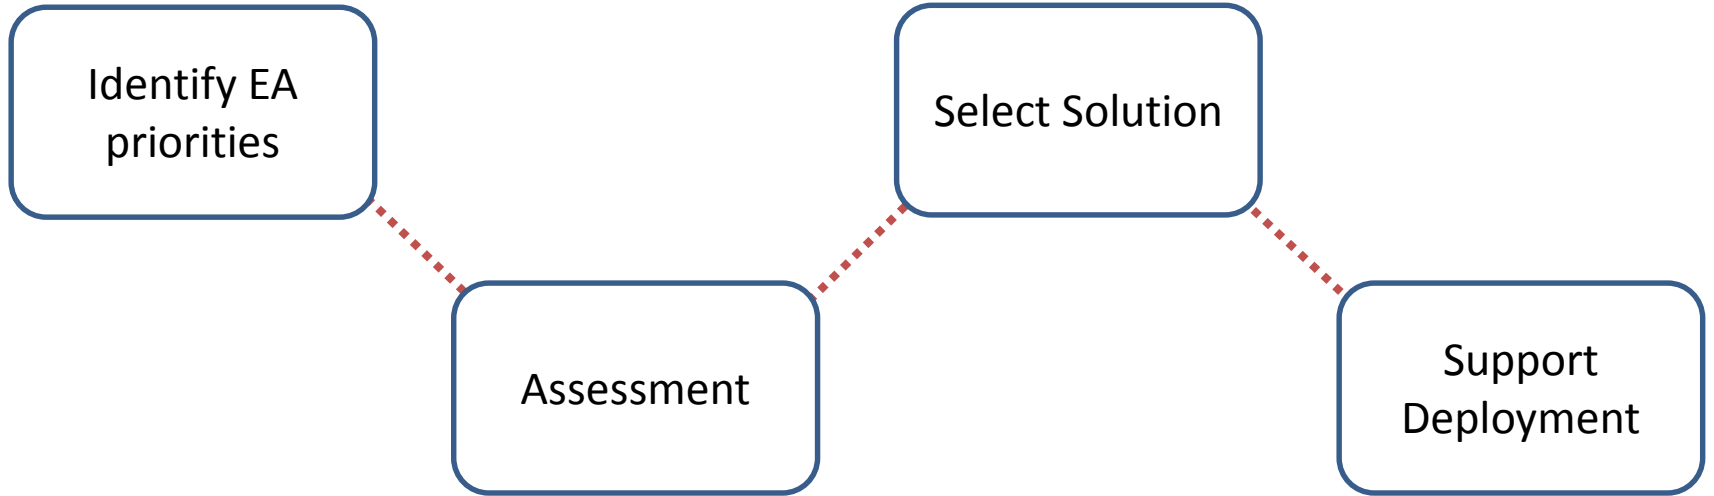 Identify EA
priorities
Assessment
Select Solution
Support
Deployment